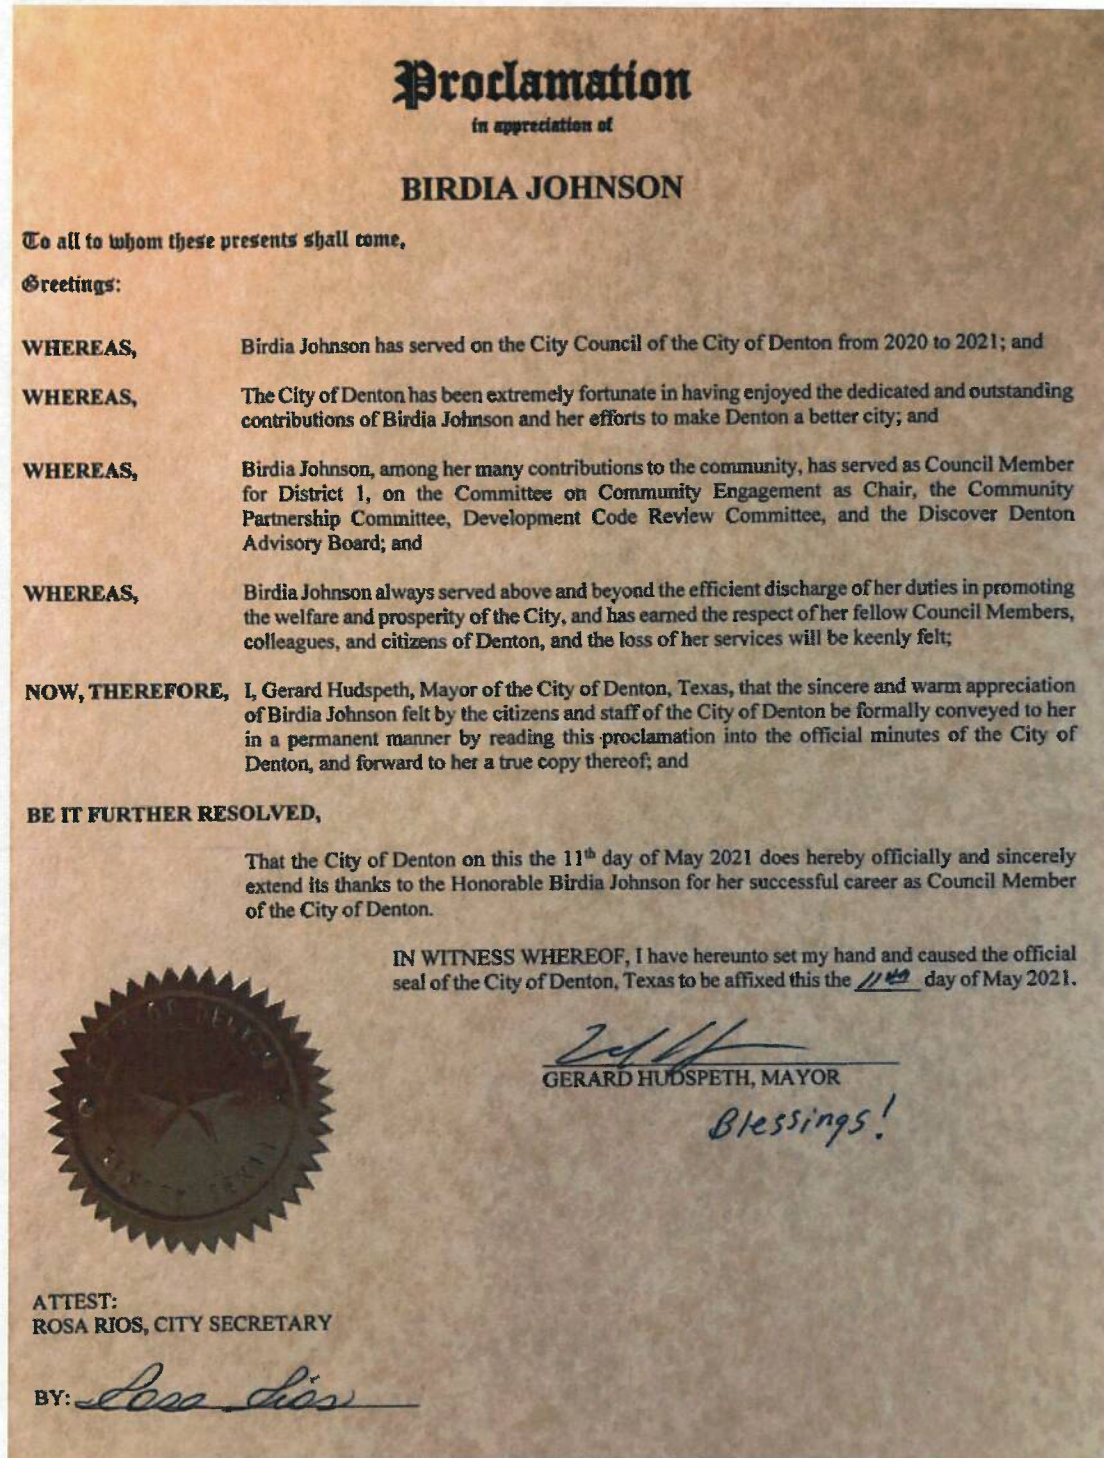 Proclamation
in appreciation of
BIRDIA JOHNSON
To all to whom these presents shall come,
Greetings:
WHEREAS, Birdia Johnson has served on the City Council of the City of Denton from 2020 to 2021; and
WHEREAS, The City of Denton has been extremely fortunate in having enjoyed the dedicated and outstanding
contributions of Birdia Johnson and her efforts to make Denton a better city; and
WHEREAS, Birdia Johnson, among her many contributions to the community, has served as Council Member
for District 1, on the Committee on Community Engagement as Chair, the Community
Partnership Committee, Development Code Review Committee, and the Discover Denton
Advisory Board; and
WHEREAS, Birdia Johnson always served above and beyond the efficient discharge of her duties in promoting
the welfare and prosperity of the City, and has earned the respect of her fellow Council Members,
colleagues, and citizens of Denton, and the loss of her services will be keenly felt;
NOW, THEREFORE, I, Gerard Hudspeth, Mayor of the City of Denton, Texas, that the sincere and warm appreciation
of Birdia Johnson felt by the citizens and staff of the City of Denton be formally conveyed to her
in a permanent manner by reading this proclamation into the official minutes of the City of
Denton, and forward to her a true copy thereof; and
BE IT FURTHER RESOLVED,
That the City of Denton on this the 11th day of May 2021 does hereby officially and sincerely
extend its thanks to the Honorable Birdia Johnson for her successful career as Council Member
of the City of Denton.
IN WITNESS WHEREOF, I have hereunto set my hand and caused the official
seal of the City of Denton, Texas to be affixed this the 11th day of May 2021.
GERARD HUDSPETH, MAYOR
Blessings!
ATTEST:
ROSA RIOS, CITY SECRETARY
BY: Rosa Rios